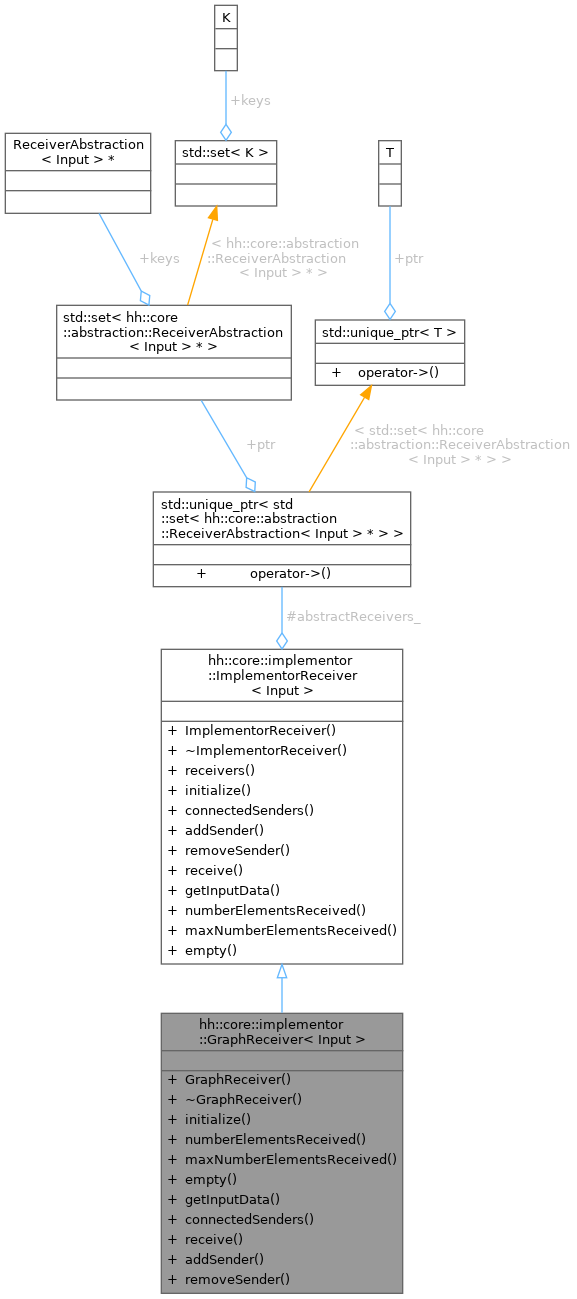 K
+keys
ReceiverAbstraction
< Input > *
std::set< K >
T
< hh::core::abstraction
::ReceiverAbstraction
< Input > * >
+keys
+ptr
std::set< hh::core
::abstraction::ReceiverAbstraction
< Input > * >
std::unique_ptr< T >
+ operator->()
+ptr
< std::set< hh::core
::abstraction::ReceiverAbstraction
< Input > * > >
std::unique_ptr< std
::set< hh::core::abstraction
::ReceiverAbstraction< Input > * > >
+ operator->()
#abstractReceivers_
hh::core::implementor
::ImplementorReceiver
< Input >
+ ImplementorReceiver()
+ ~ImplementorReceiver()
+ receivers()
+ initialize()
+ connectedSenders()
+ addSender()
+ removeSender()
+ receive()
+ getInputData()
+ numberElementsReceived()
+ maxNumberElementsReceived()
+ empty()
hh::core::implementor
::GraphReceiver< Input >
+ GraphReceiver()
+ ~GraphReceiver()
+ initialize()
+ numberElementsReceived()
+ maxNumberElementsReceived()
+ empty()
+ getInputData()
+ connectedSenders()
+ receive()
+ addSender()
+ removeSender()